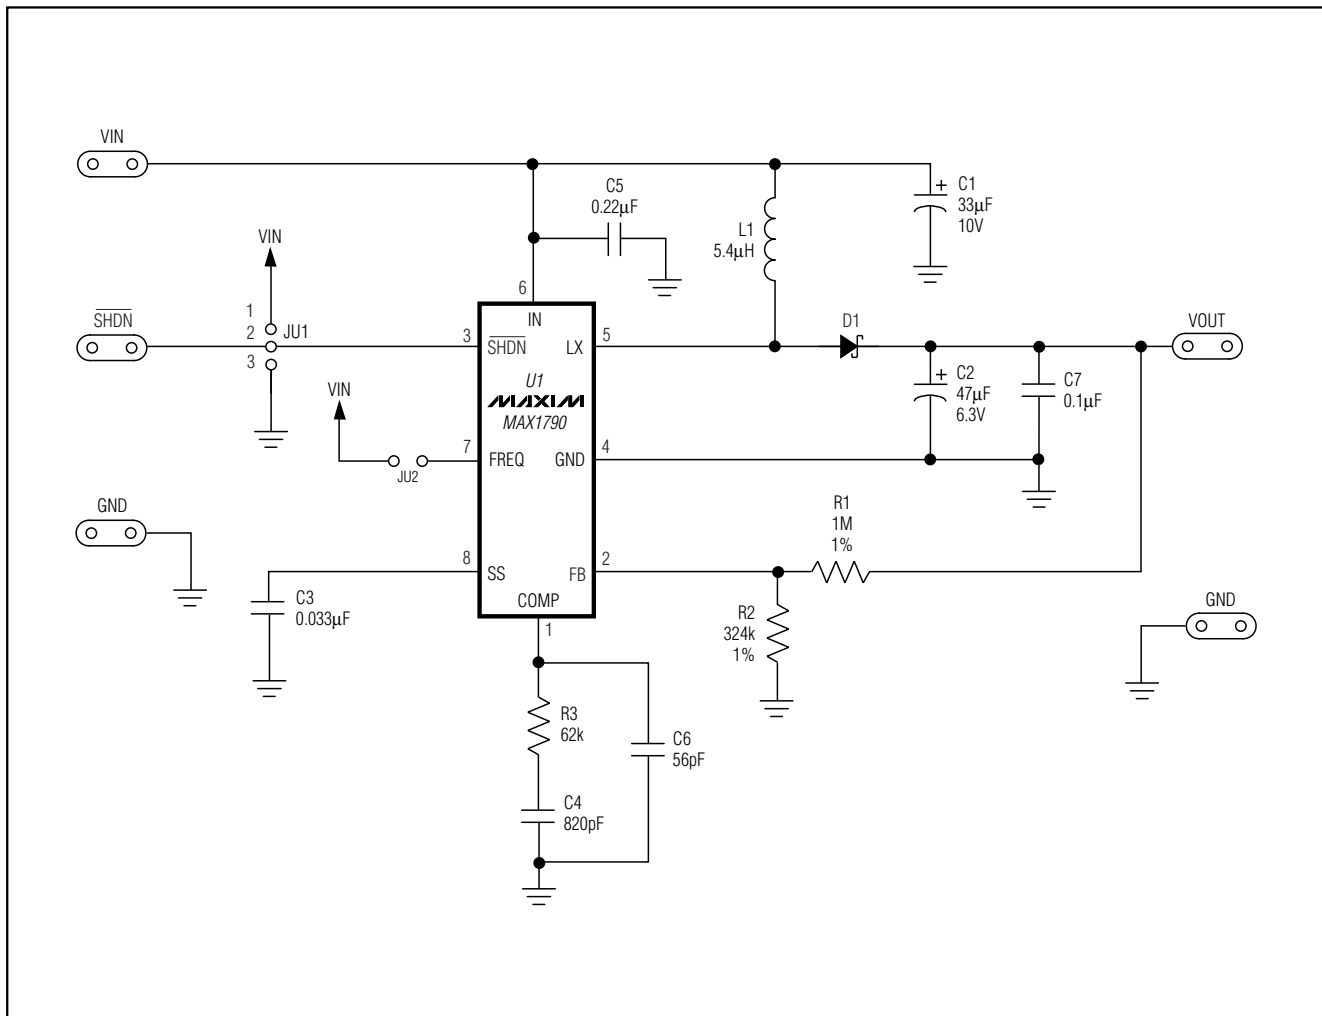 VIN
C5
0.22µF
C1
33µF
10V
+
L1
5.4µH
VIN
SHDN
1
2
3
JU1
6
IN
3
SHDN
LX
5
D1
VOUT
U1
MAXIM
MAX1790
+
C2
47µF
6.3V
C7
0.1µF
VIN
JU2
7
FREQ
GND
4
GND
R1
1M
1%
8
SS
FB
2
COMP
1
C3
0.033µF
R2
324k
1%
GND
R3
62k
C6
56pF
C4
820pF